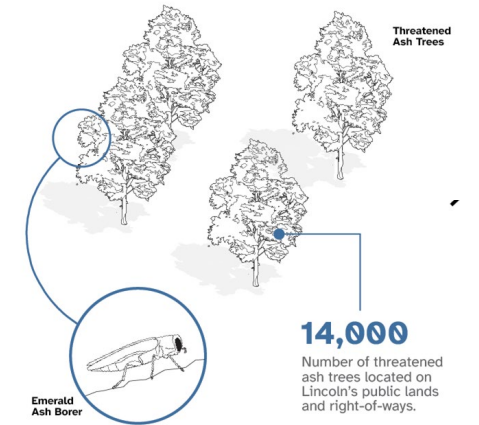 Threatened
Ash Trees
14,000
Number of threatened
ash trees located on
Lincoln's public lands
and right-of-ways.
Emerald
Ash Borer